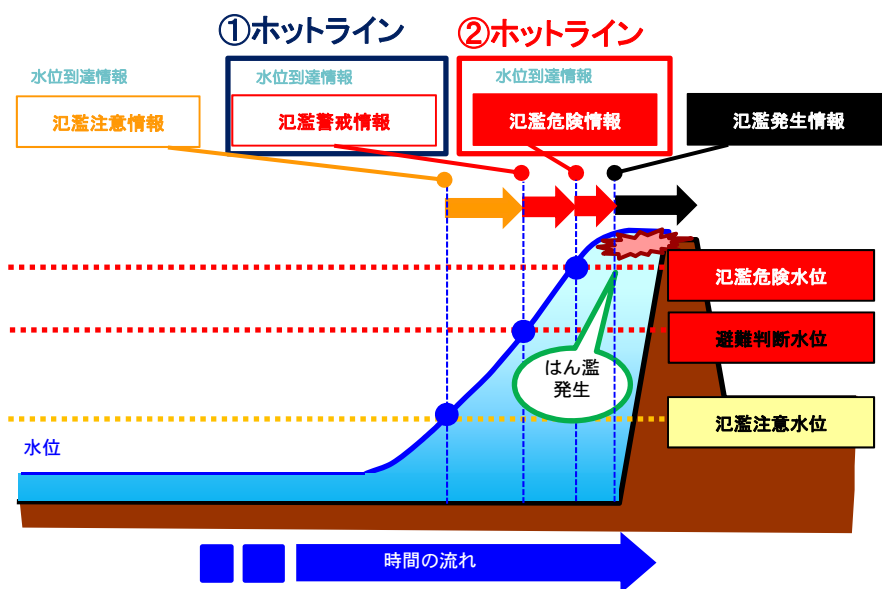 ①ホットライン
②ホットライン
水位到達情報
水位到達情報
水位到達情報
氾濫注意情報
氾濫警戒情報
氾濫危険情報
氾濫発生情報
氾濫危険水位
避難判断水位
はん濫
発生
氾濫注意水位
水位
時間の流れ